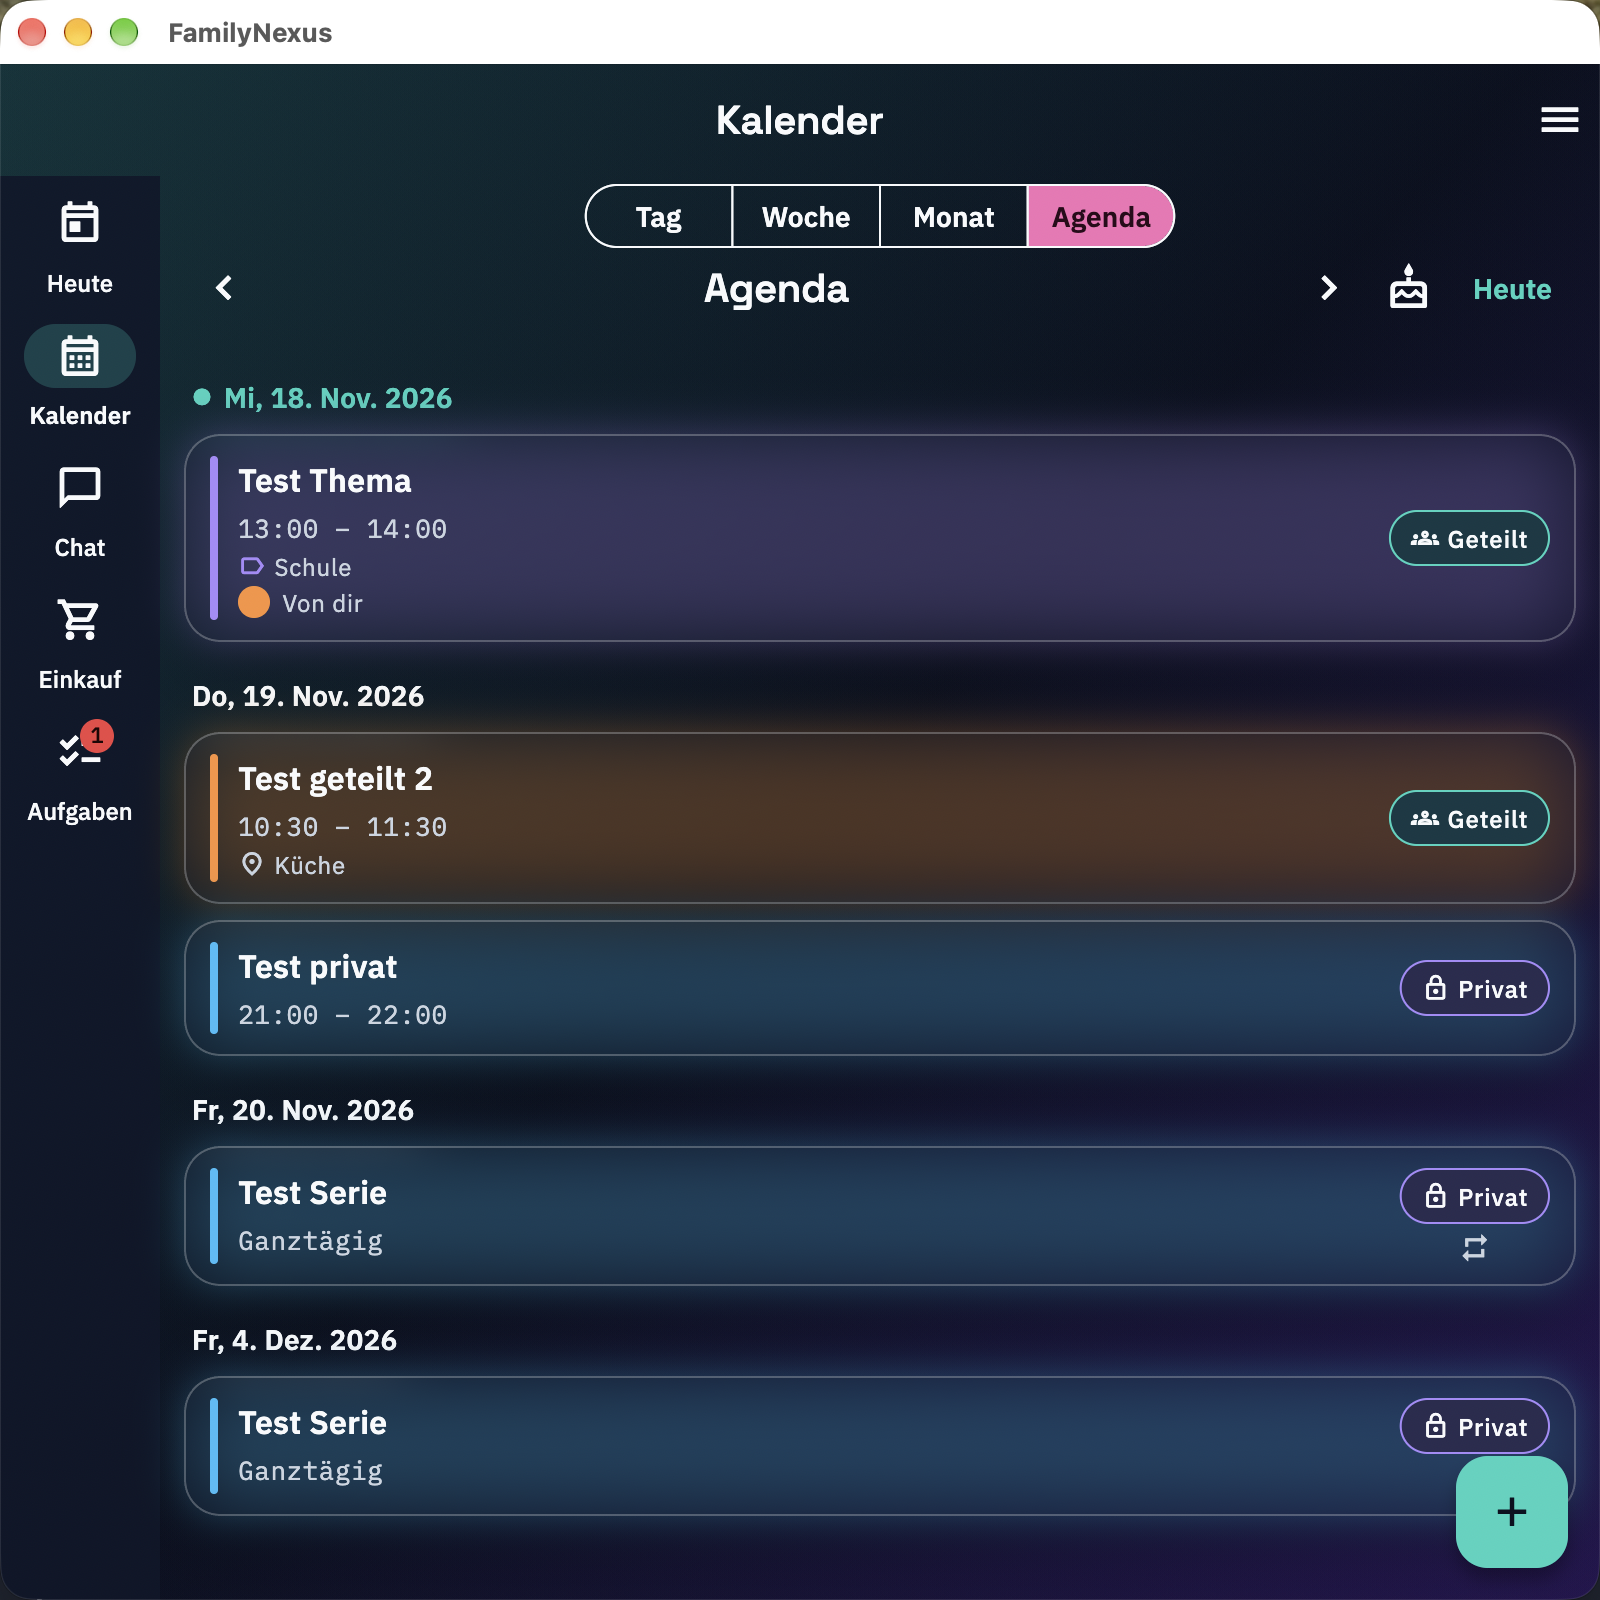 FamilyNexus
Kalender
Tag Woche Monat Agenda
Agenda
Heute
Heute
Kalender
Chat
Einkauf
1
Aufgaben
Mi, 18. Nov. 2026
Test Thema
13:00 – 14:00
Schule
Von dir
Geteilt
Do, 19. Nov. 2026
Test geteilt 2
10:30 – 11:30
Küche
Geteilt
Test privat
21:00 – 22:00
Privat
Fr, 20. Nov. 2026
Test Serie
Ganztägig
Privat
Fr, 4. Dez. 2026
Test Serie
Ganztägig
Privat
+